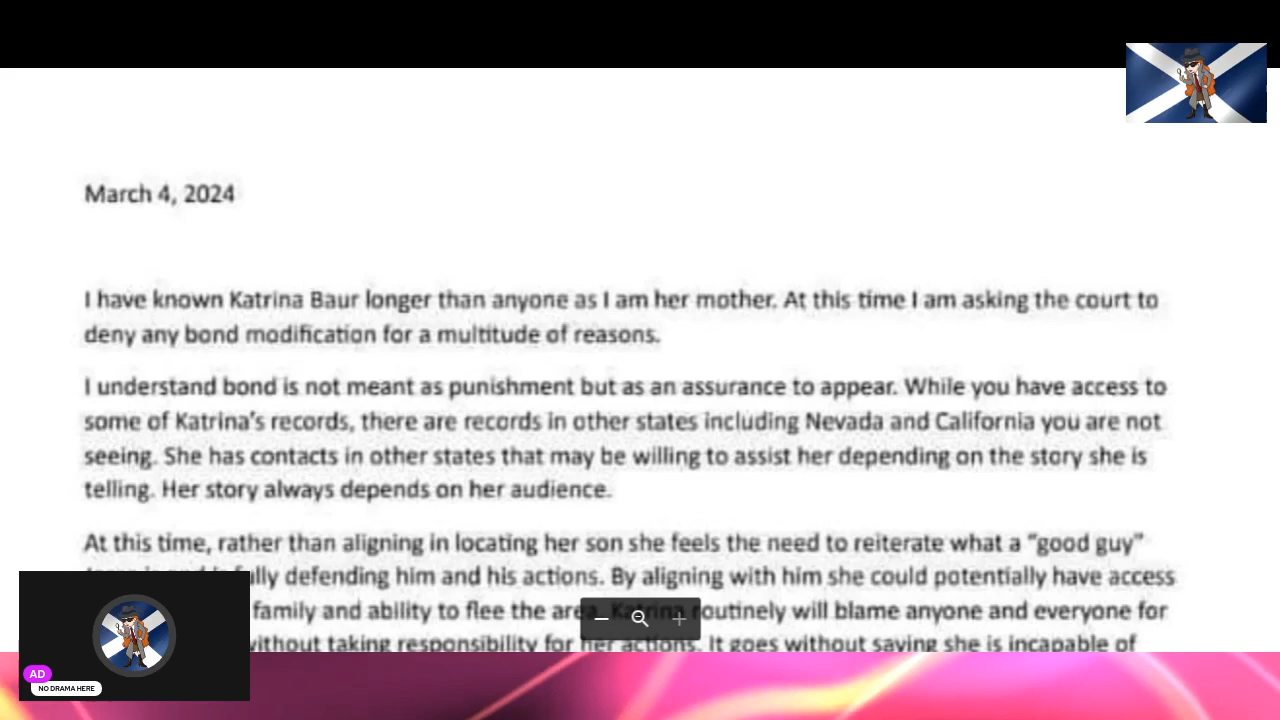 March 4, 2024
I have known Katrina Baur longer than anyone as I am her mother. At this time I am asking the court to
deny any bond modification for a multitude of reasons.
I understand bond is not meant as punishment but as an assurance to appear. While you have access to
some of Katrina's records, there are records in other states including Nevada and California you are not
seeing. She has contacts in other states that may be willing to assist her depending on the story she is
telling. Her story always depends on her audience.
At this time, rather than aligning in locating her son she feels the need to reiterate what a "good guy"
defending him and his actions. By aligning with him she could potentially have access
family and ability to flee the area. Katrina routinely will blame anyone and everyone for
without taking responsibility for her actions. It goes without saying she is incapable of
AD
NO DRAMA HERE